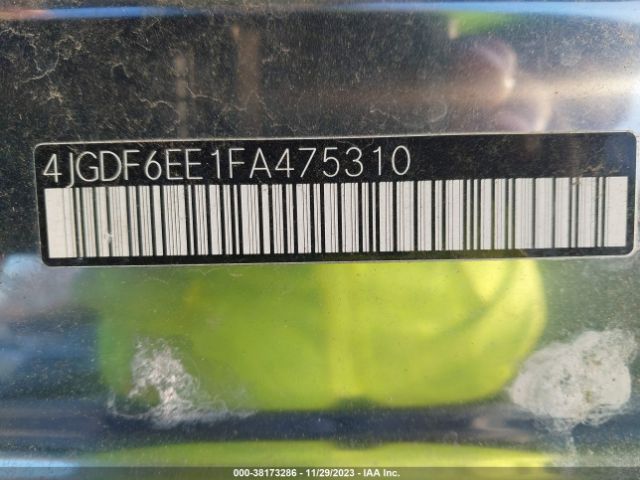 4JGDF6EE1FA475310
000-38173286 - 11/29/2023 - IAA Inc.